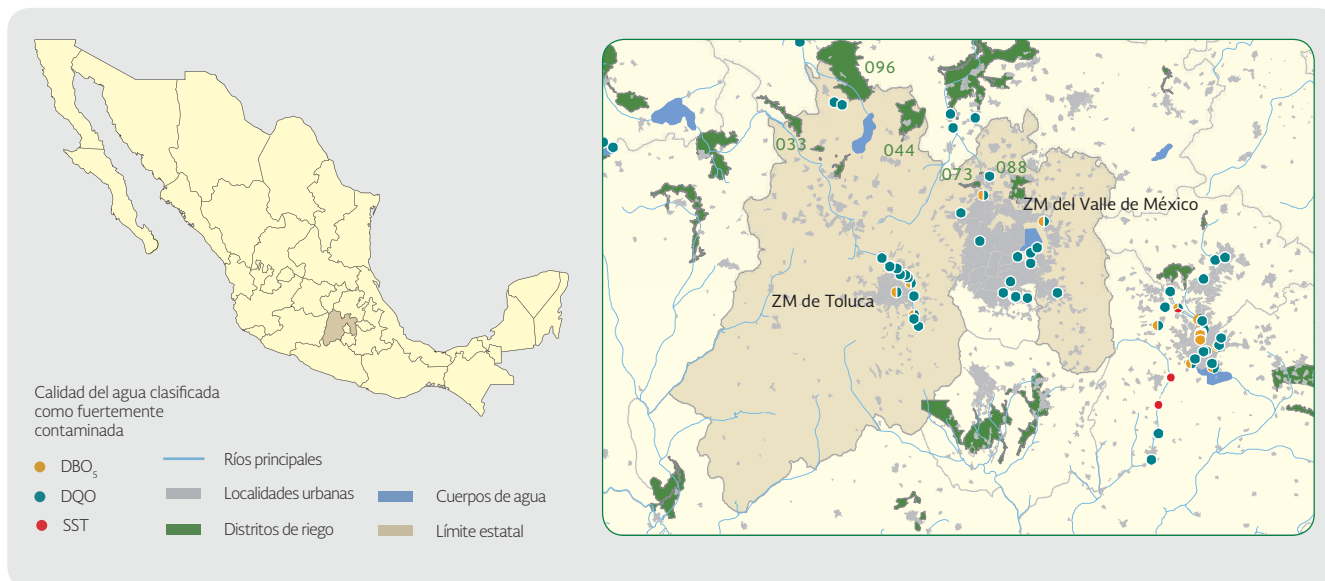 Calidad del agua clasificada
como fuertemente
contaminada
DBO5
DQO
SST
Ríos principales
Localidades urbanas
Distritos de riego
Cuerpos de agua
Límite estatal
096
033
044
073
088
ZM del Valle de México
ZM de Toluca